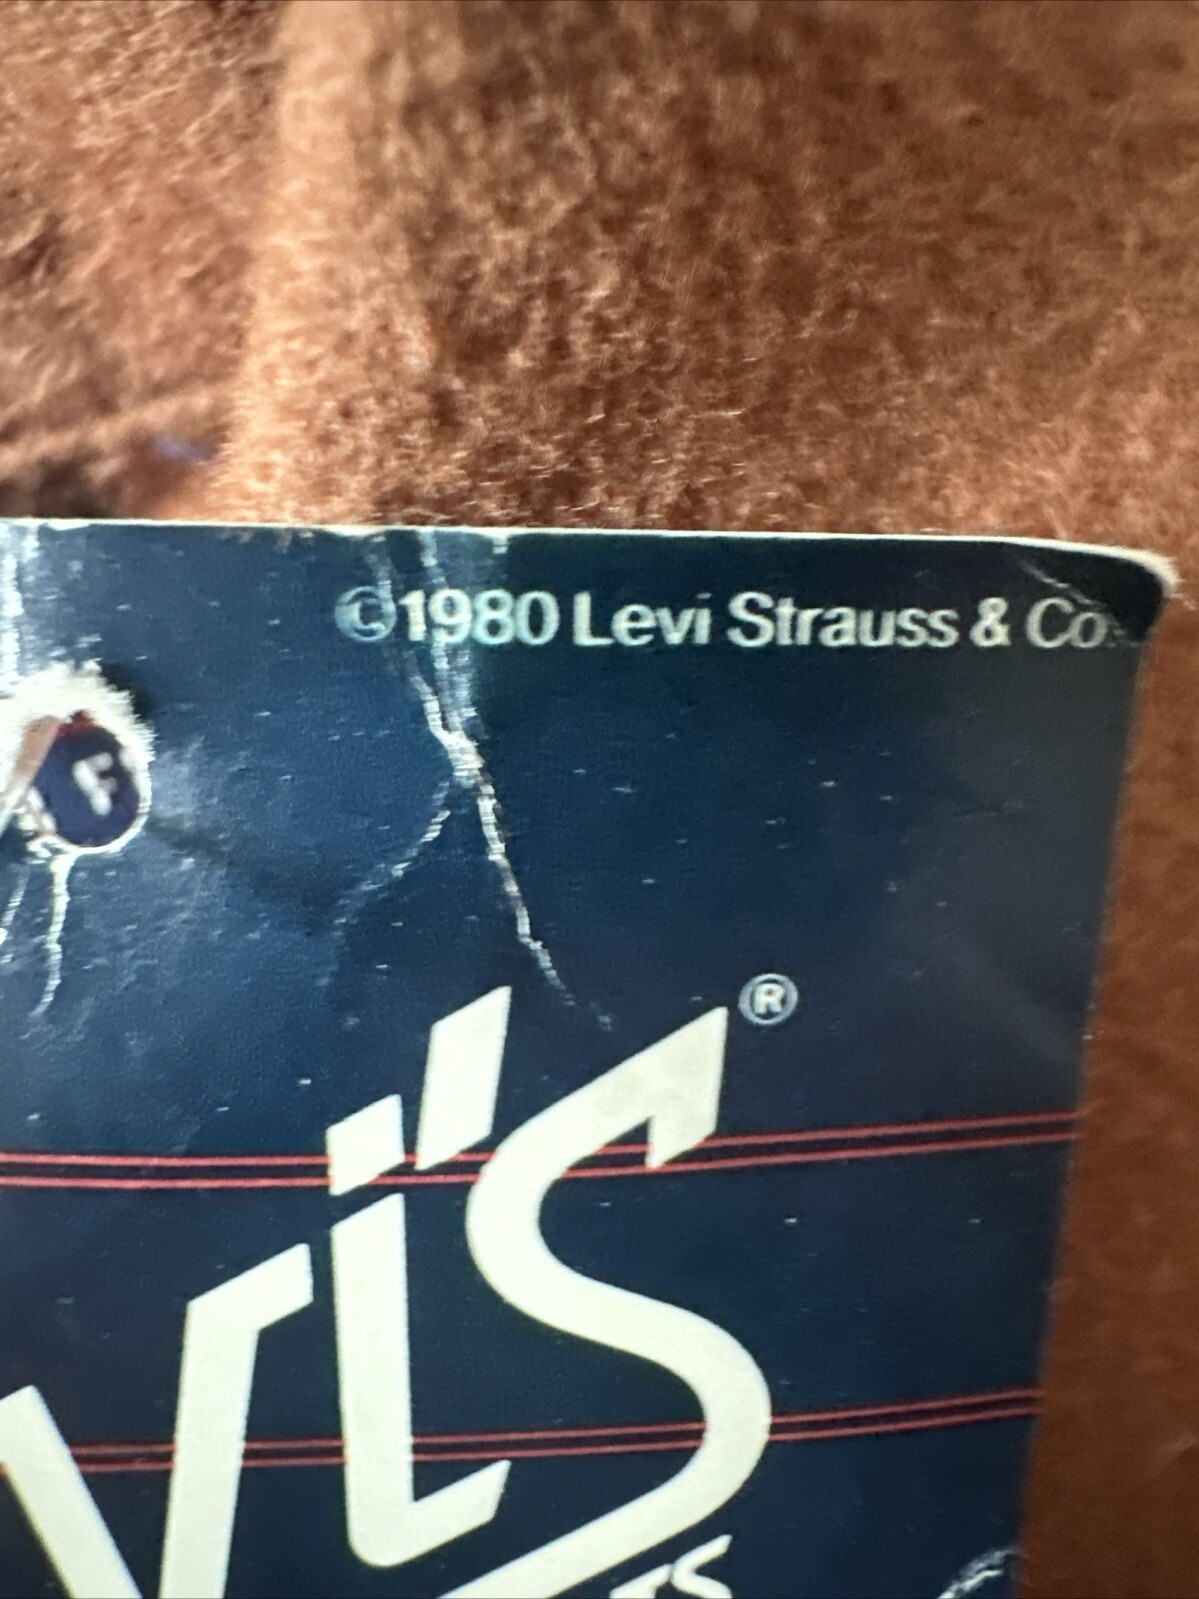 ©1980 Levi Strauss & Co.
F
vi's®